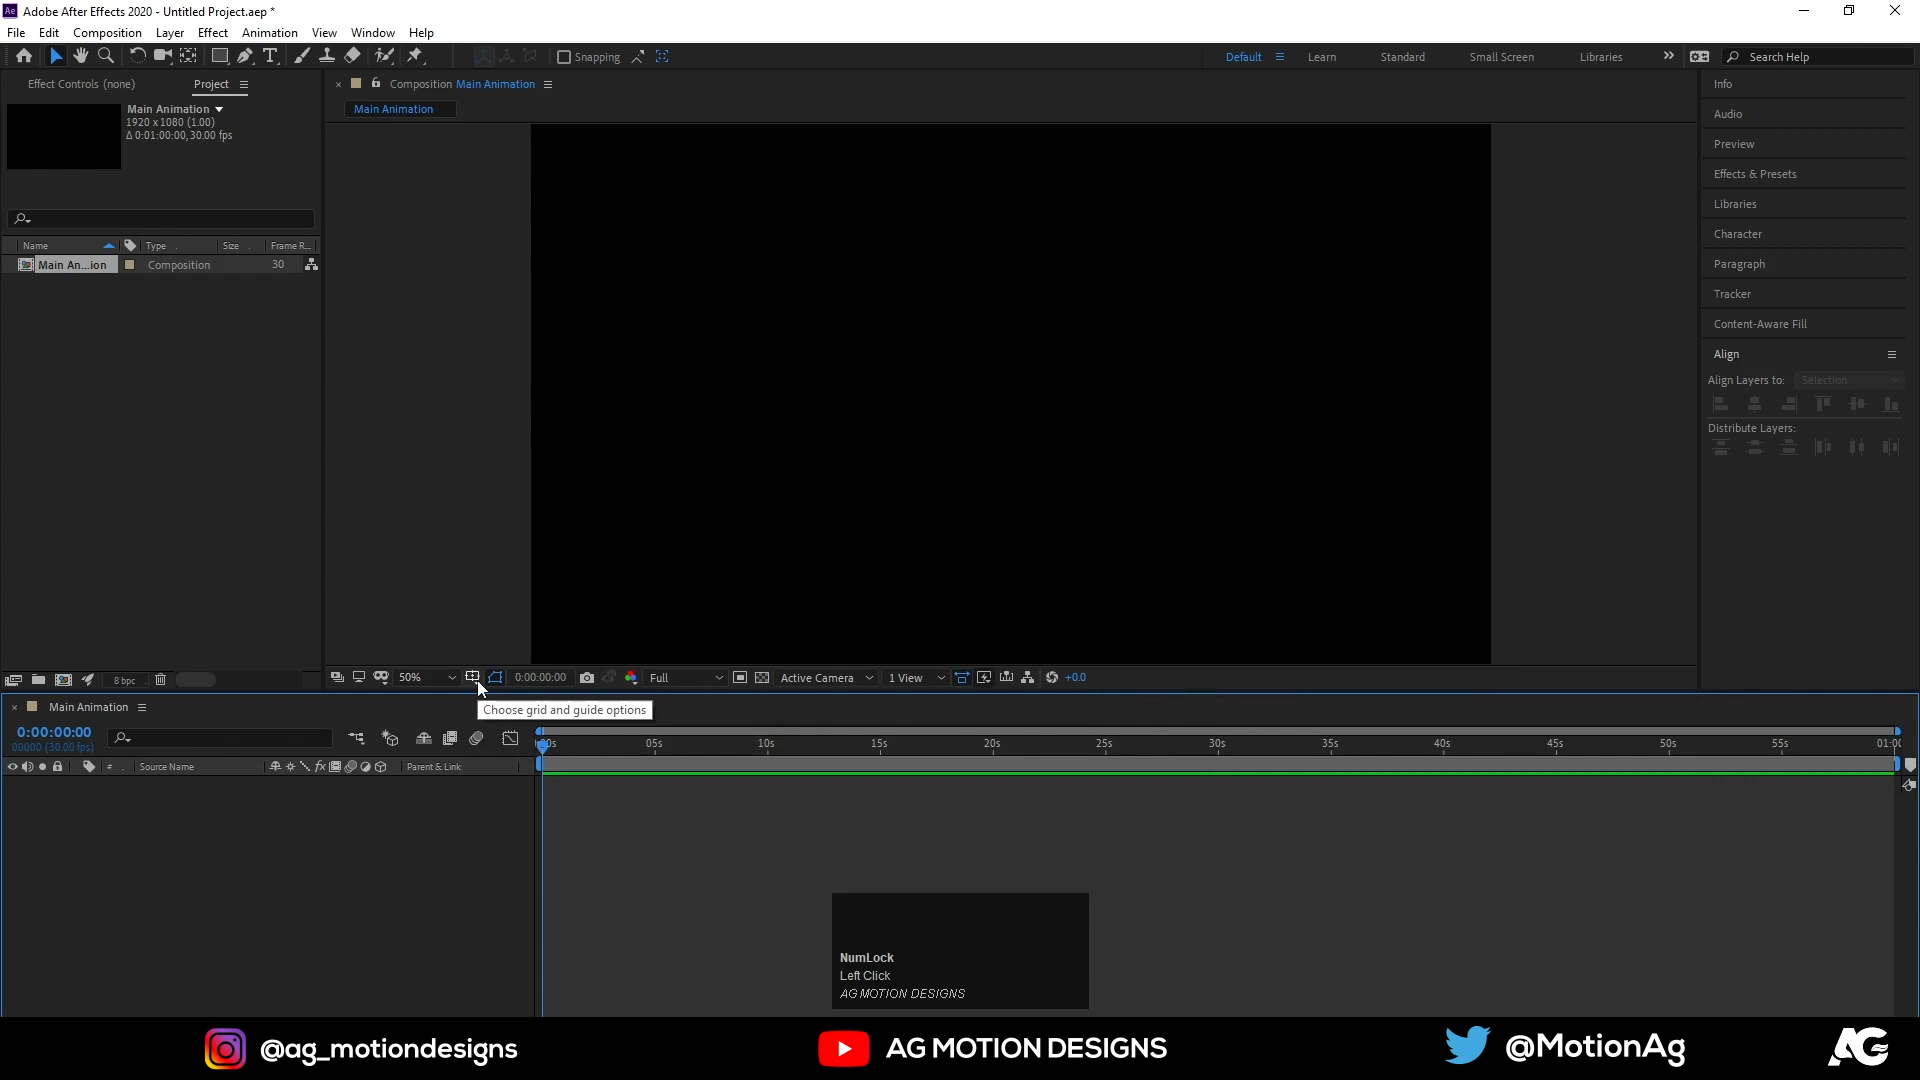 Ae Adobe After Effects 2020 - Untitled Project.aep *
File Edit Composition Layer Effect Animation View Window Help
Snapping
Default Learn Standard Small Screen Libraries Search Help
Effect Controls (none) Project
Composition Main Animation
Main Animation
Main Animation
1920 x 1080 (1.00)
Δ 0:01:00:00, 30.00 fps
Name Type Size Frame R...
Main An...ion Composition 30
8 bpc
50% 0:00:00:00 Full Active Camera 1 View +0.0
Choose grid and guide options
Info
Audio
Preview
Effects & Presets
Libraries
Character
Paragraph
Tracker
Content-Aware Fill
Align
Align Layers to: Selection
Distribute Layers:
Main Animation
0:00:00:00
00000 (30.00 fps)
# Source Name fx Parent & Link
05s 10s 15s 20s 25s 30s 35s 40s 45s 50s 55s
NumLock
Left Click
AG MOTION DESIGNS
@ag_motiondesigns AG MOTION DESIGNS @MotionAg AG